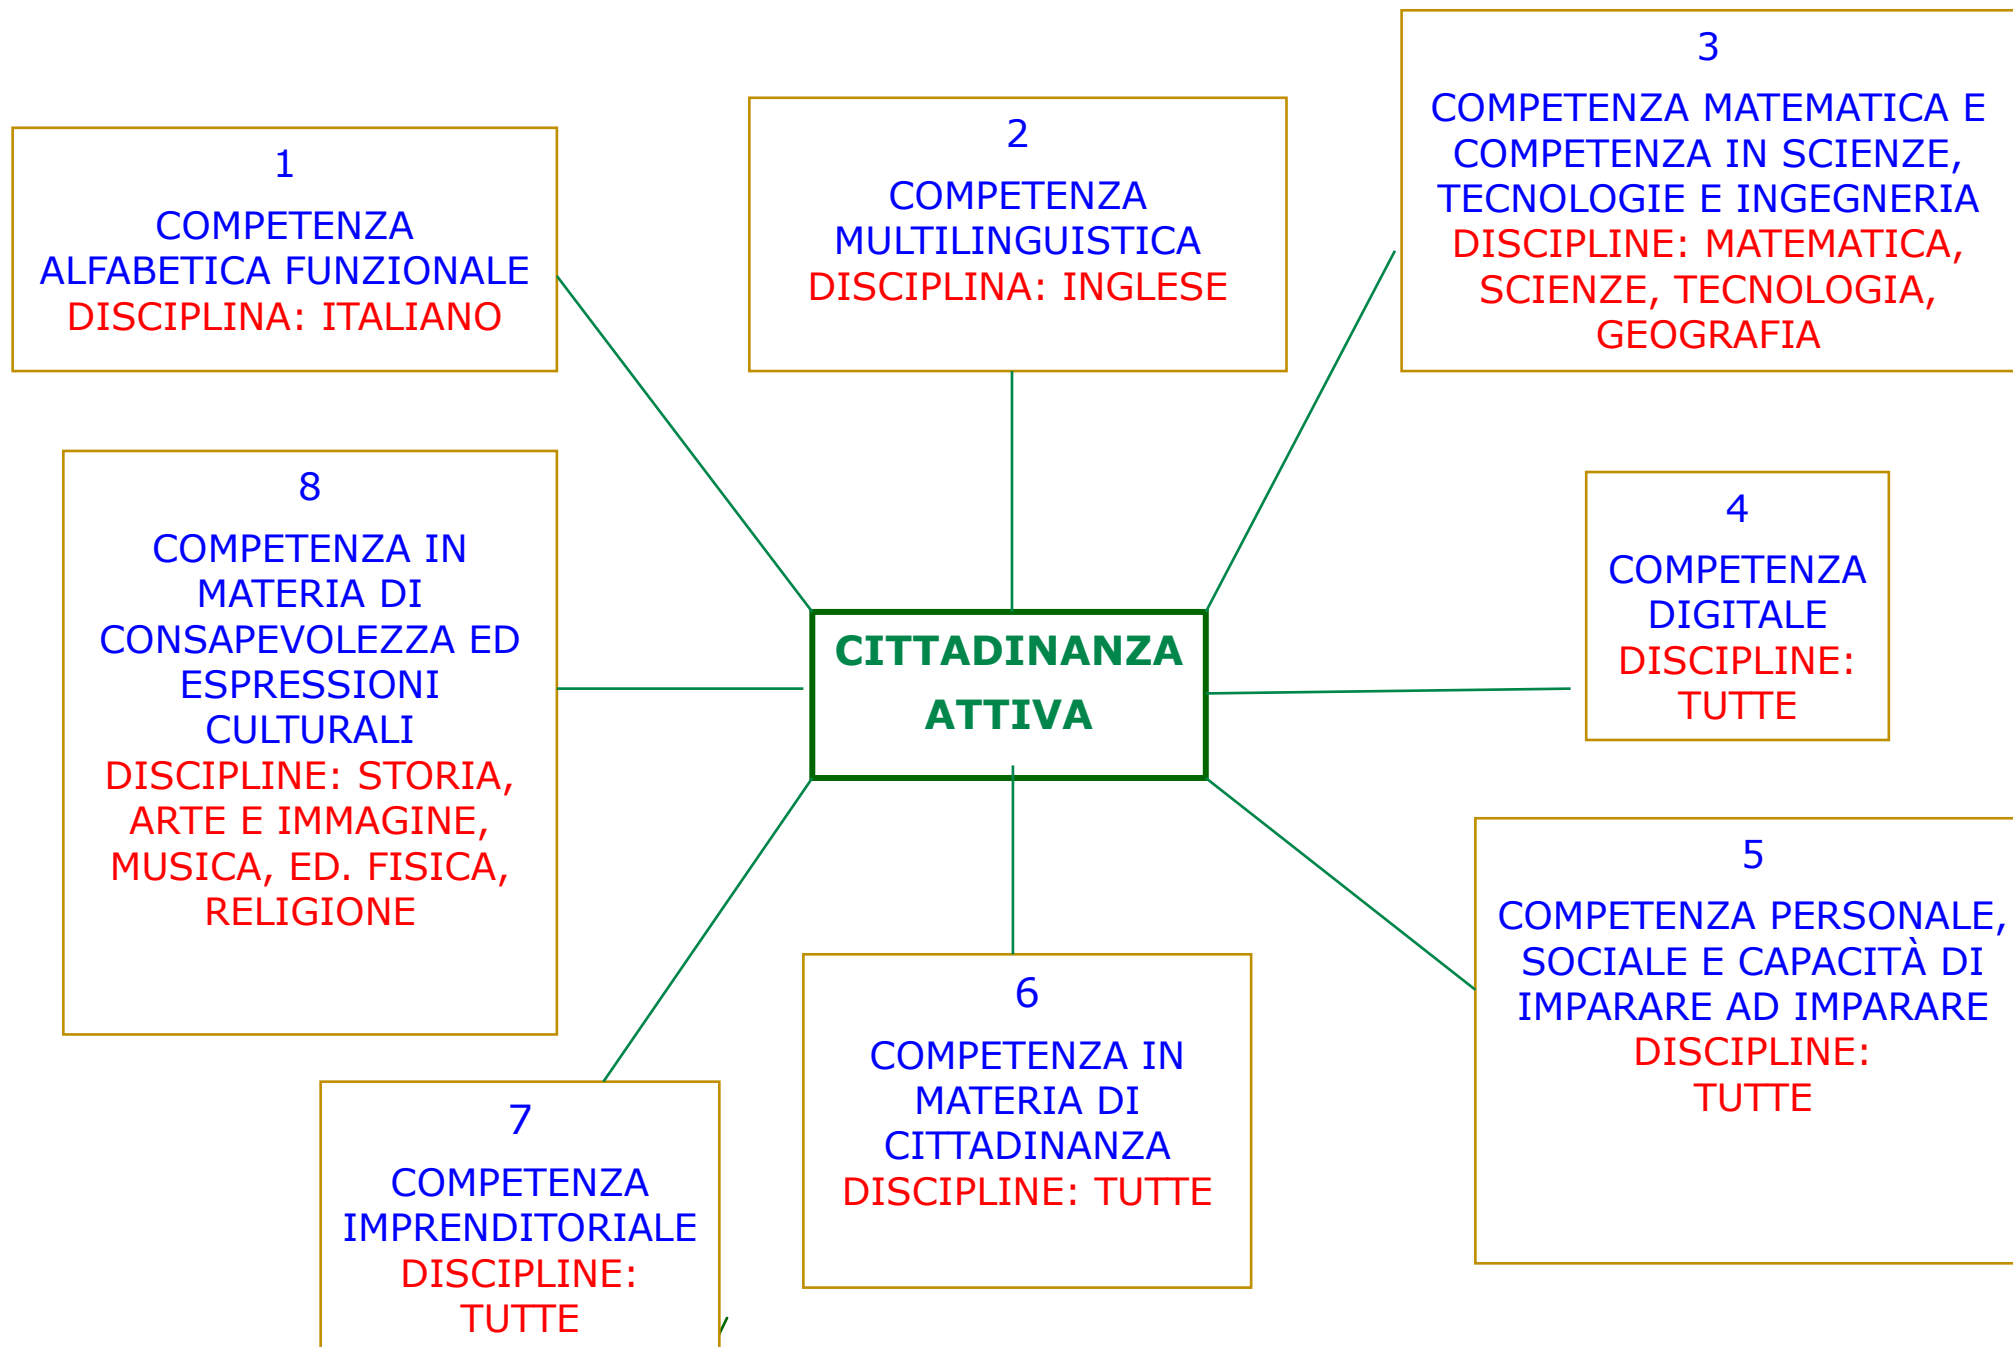 1
COMPETENZA
ALFABETICA FUNZIONALE
DISCIPLINA: ITALIANO
2
COMPETENZA
MULTILINGUISTICA
DISCIPLINA: INGLESE
3
COMPETENZA MATEMATICA E
COMPETENZA IN SCIENZE,
TECNOLOGIE E INGEGNERIA
DISCIPLINE: MATEMATICA,
SCIENZE, TECNOLOGIA,
GEOGRAFIA
8
COMPETENZA IN
MATERIA DI
CONSAPEVOLEZZA ED
ESPRESSIONI
CULTURALI
DISCIPLINE: STORIA,
ARTE E IMMAGINE,
MUSICA, ED. FISICA,
RELIGIONE
CITTADINANZA
ATTIVA
4
COMPETENZA
DIGITALE
DISCIPLINE:
TUTTE
5
COMPETENZA PERSONALE,
SOCIALE E CAPACITÀ DI
IMPARARE AD IMPARARE
DISCIPLINE:
TUTTE
7
COMPETENZA
IMPRENDITORIALE
DISCIPLINE:
TUTTE
6
COMPETENZA IN
MATERIA DI
CITTADINANZA
DISCIPLINE: TUTTE